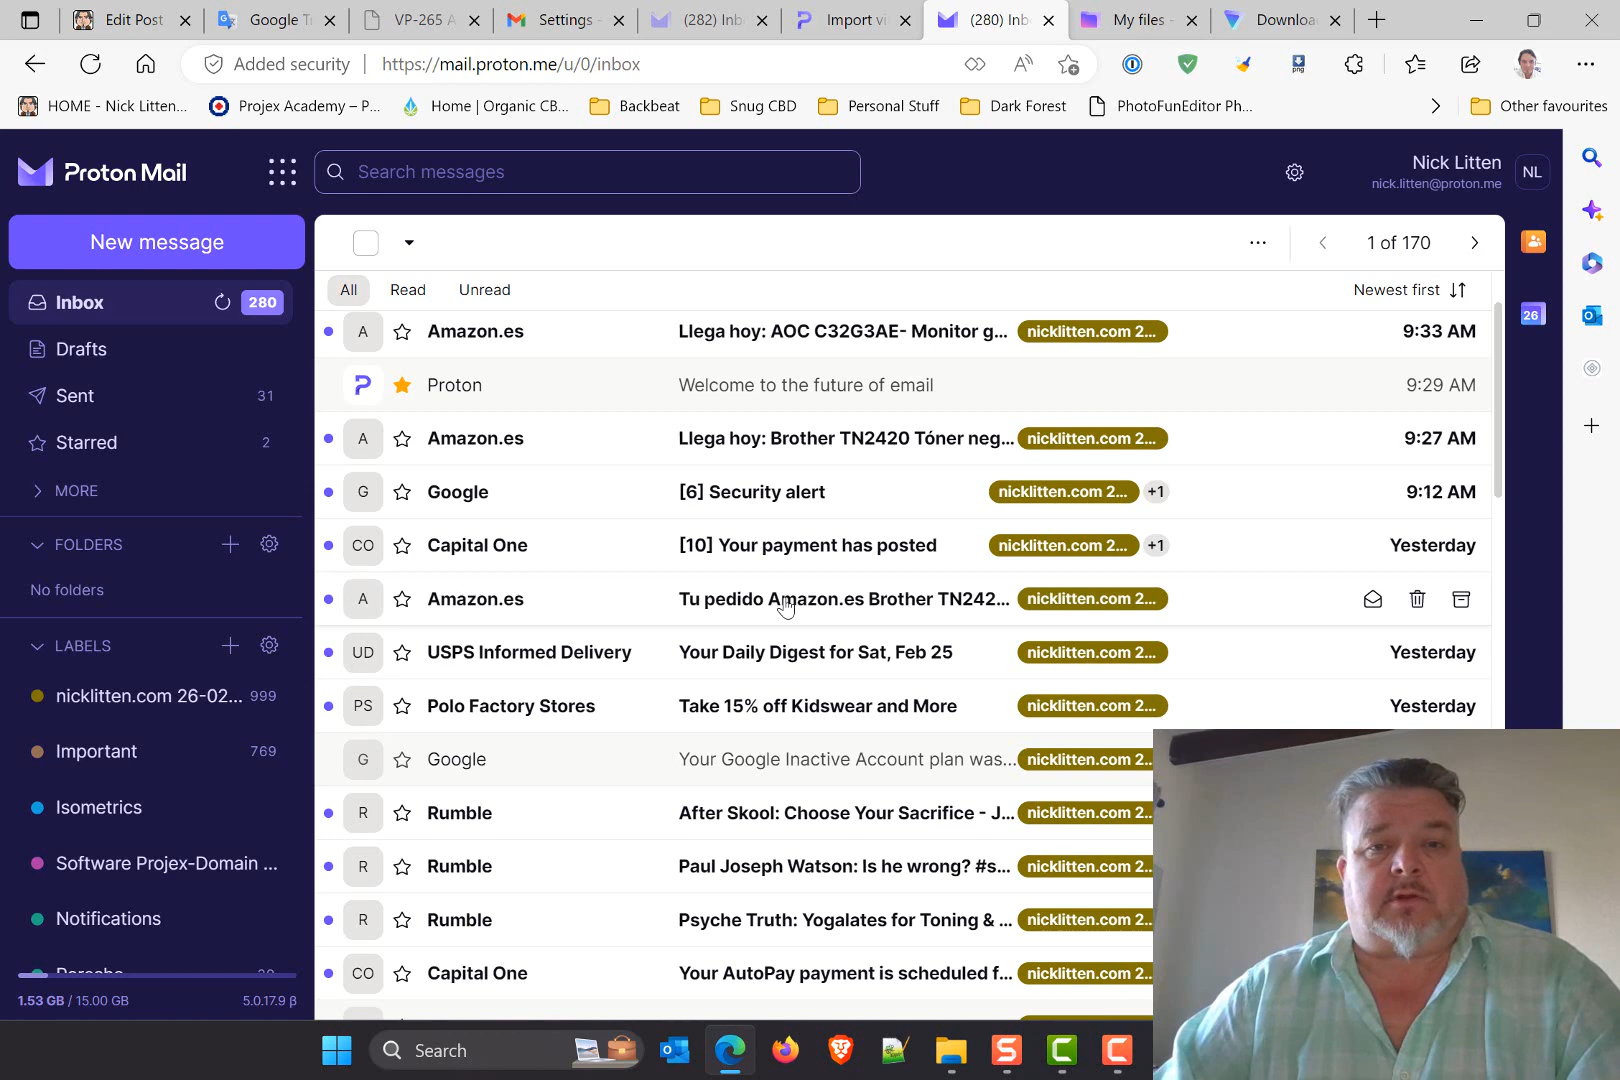 Edit Post
Google T
VP-265 A
Settings -
(282) Inb
Import vi
(280) Inb
My files -
Downloa
Added security
https://mail.proton.me/u/0/inbox
HOME - Nick Litten...
Projex Academy – P...
Home | Organic CB...
Backbeat
Snug CBD
Personal Stuff
Dark Forest
PhotoFunEditor Ph...
Other favourites
Proton Mail
Search messages
Nick Litten
nick.litten@proton.me
NL
New message
1 of 170
Inbox 280
Drafts
Sent 31
Starred 2
MORE
FOLDERS
No folders
LABELS
nicklitten.com 26-02... 999
Important 769
Isometrics
Software Projex-Domain ...
Notifications
1.53 GB / 15.00 GB 5.0.17.9 β
All Read Unread Newest first
A Amazon.es Llega hoy: AOC C32G3AE- Monitor g... nicklitten.com 2... 9:33 AM
Proton Welcome to the future of email 9:29 AM
A Amazon.es Llega hoy: Brother TN2420 Tóner neg... nicklitten.com 2... 9:27 AM
G Google [6] Security alert nicklitten.com 2... +1 9:12 AM
CO Capital One [10] Your payment has posted nicklitten.com 2... +1 Yesterday
A Amazon.es Tu pedido Amazon.es Brother TN242... nicklitten.com 2...
UD USPS Informed Delivery Your Daily Digest for Sat, Feb 25 nicklitten.com 2... Yesterday
PS Polo Factory Stores Take 15% off Kidswear and More nicklitten.com 2... Yesterday
G Google Your Google Inactive Account plan was... nicklitten.com 2...
R Rumble After Skool: Choose Your Sacrifice - J... nicklitten.com 2...
R Rumble Paul Joseph Watson: Is he wrong? #s... nicklitten.com 2...
R Rumble Psyche Truth: Yogalates for Toning & ... nicklitten.com 2...
CO Capital One Your AutoPay payment is scheduled f... nicklitten.com 2...
26
png
Search